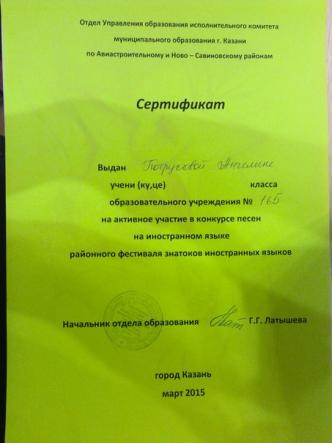 Отдел Управления образования исполнительного комитета
муниципального образования г. Казани
по Авиастроительному и Ново – Савиновскому районам
Сертификат
Выдан Ангелине
учени (ку,це) класса
образовательного учреждения № 165
на активное участие в конкурсе песен
на иностранном языке
районного фестиваля знатоков иностранных языков
Начальник отдела образования Г.Г. Латышева
город Казань
март 2015